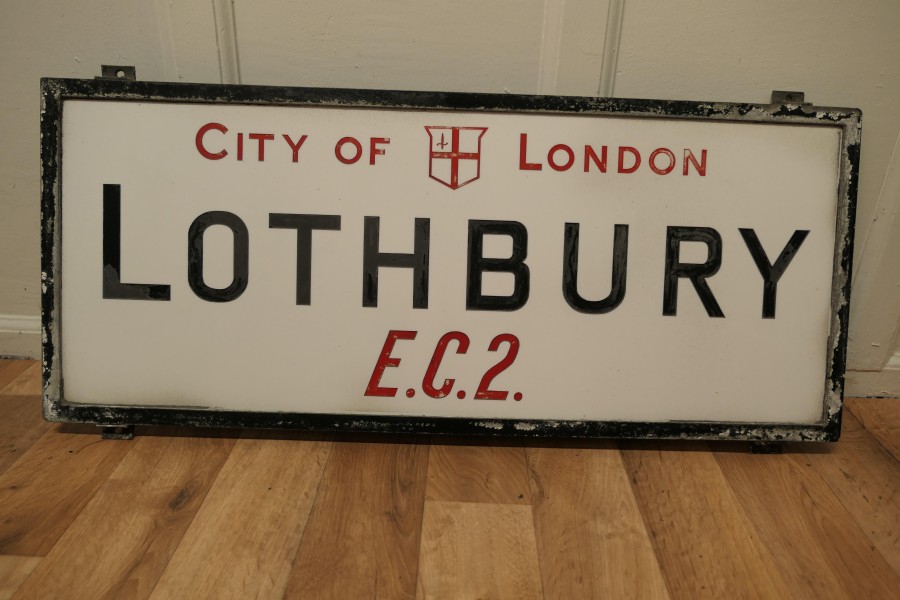 CITY OF LONDON
LOTHBURY
E.C.2.